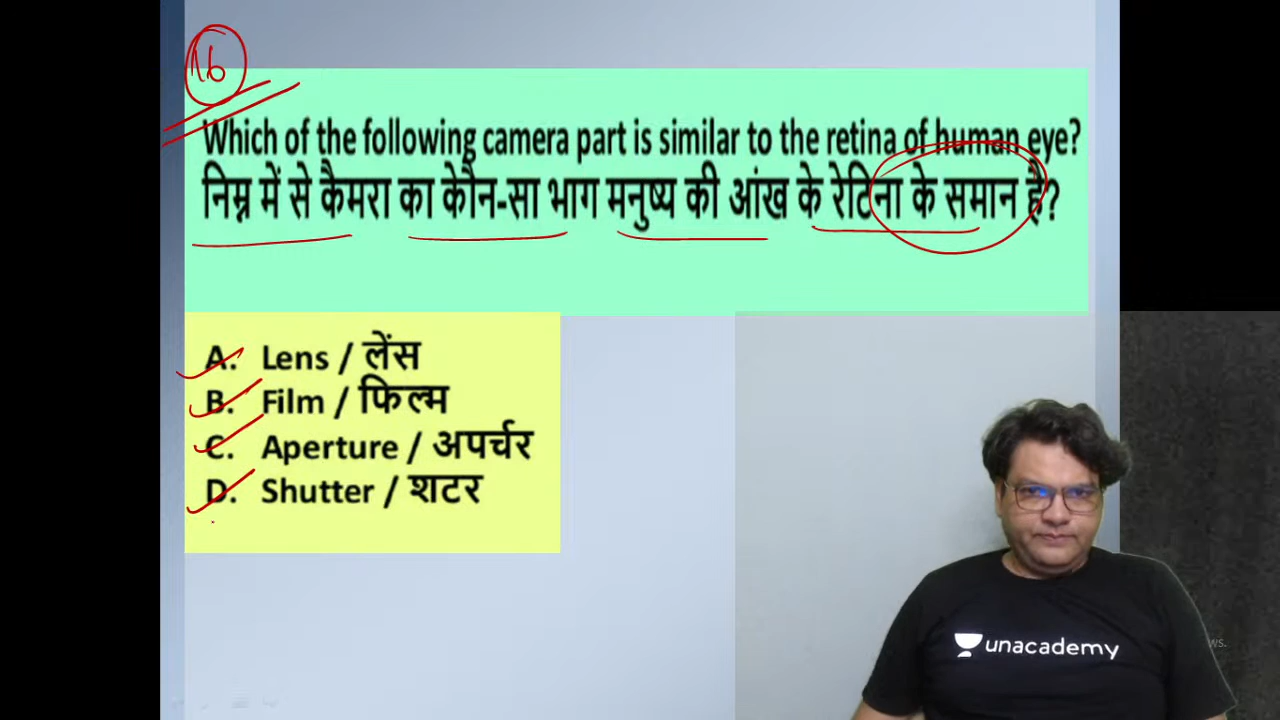 16
Which of the following camera part is similar to the retina of human eye?
निम्न में से कैमरा का केौन-सा भाग मनुष्य की आंख के रेटिना के समान है?
A. Lens / लेंस
B. Film / फिल्म
C. Aperture / अपर्चर
D. Shutter / शटर
unacademy
ws.